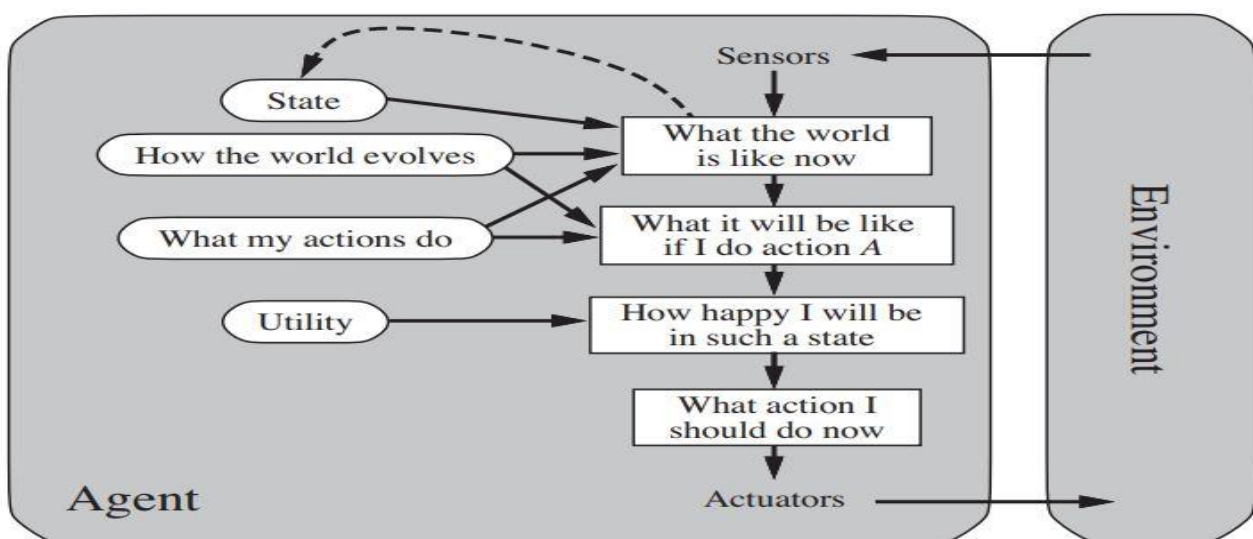 Sensors
State
What the world
is like now
How the world evolves
What it will be like
if I do action A
What my actions do
How happy I will be
in such a state
Utility
What action I
should do now
Agent
Actuators
Environment